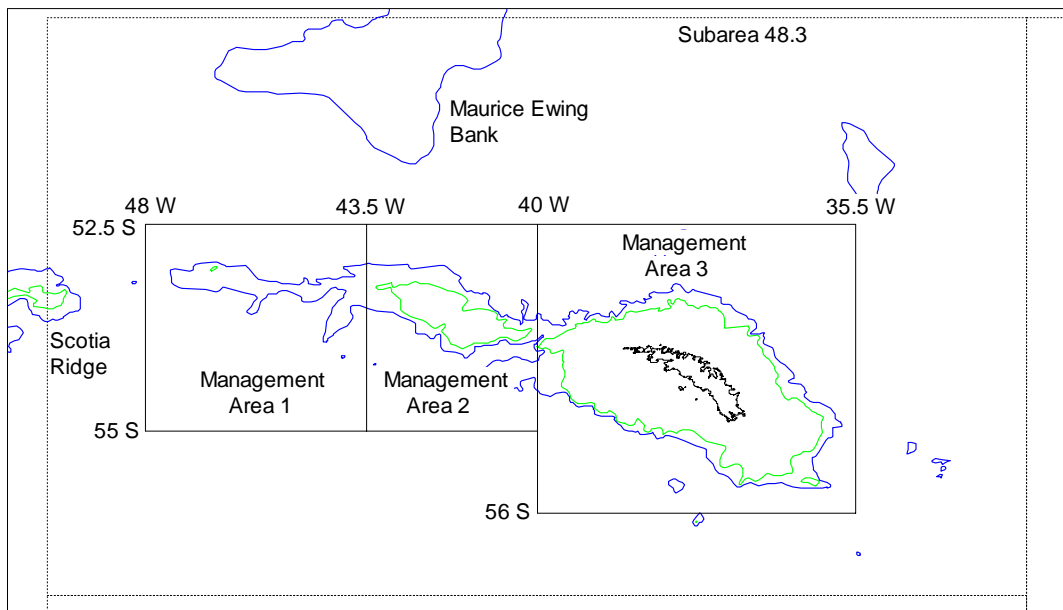 Subarea 48.3
Maurice Ewing
Bank
48 W
43.5 W
40 W
35.5 W
52.5 S
Management
Area 3
Scotia
Ridge
Management
Area 1
Management
Area 2
55 S
56 S